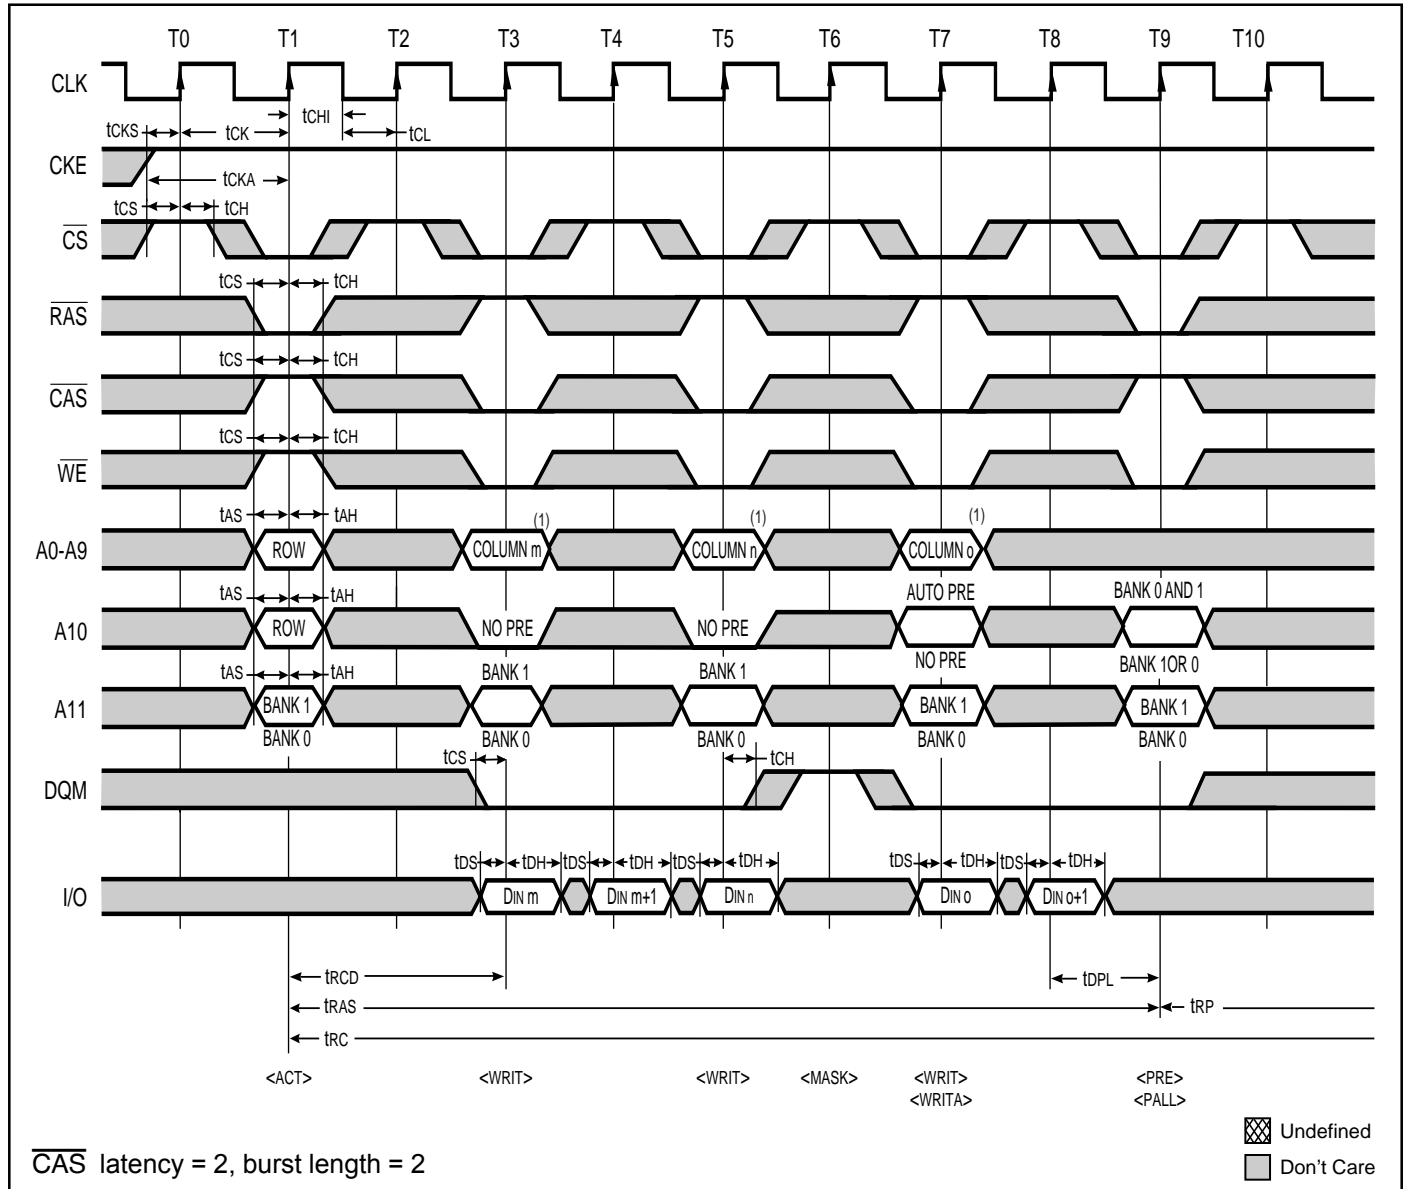 T0 T1 T2 T3 T4 T5 T6 T7 T8 T9 T10
CLK
tCHI
tCKS tCK tCL
CKE
tCKA
tCS tCH
CS
tCS tCH
RAS
tCS tCH
CAS
tCS tCH
WE
tAS tAH (1) (1) (1)
A0-A9 ROW COLUMN m COLUMN n COLUMN o
tAS tAH AUTO PRE BANK 0 AND 1
A10 ROW NO PRE NO PRE
NO PRE BANK 1OR 0
tAS tAH BANK 1 BANK 1
A11 BANK 1 BANK 1 BANK 1
BANK 0 BANK 0 BANK 0 BANK 0 BANK 0
tCS tCH
DQM
tDS tDH tDS tDH tDS tDH tDS tDH tDS tDH
I/O DIN m DIN m+1 DIN n DIN o DIN o+1
tRCD tDPL
tRAS tRP
tRC
<ACT> <WRIT> <WRIT> <MASK> <WRIT> <PRE>
<WRITA> <PALL>
Undefined
CAS latency = 2, burst length = 2
Don't Care